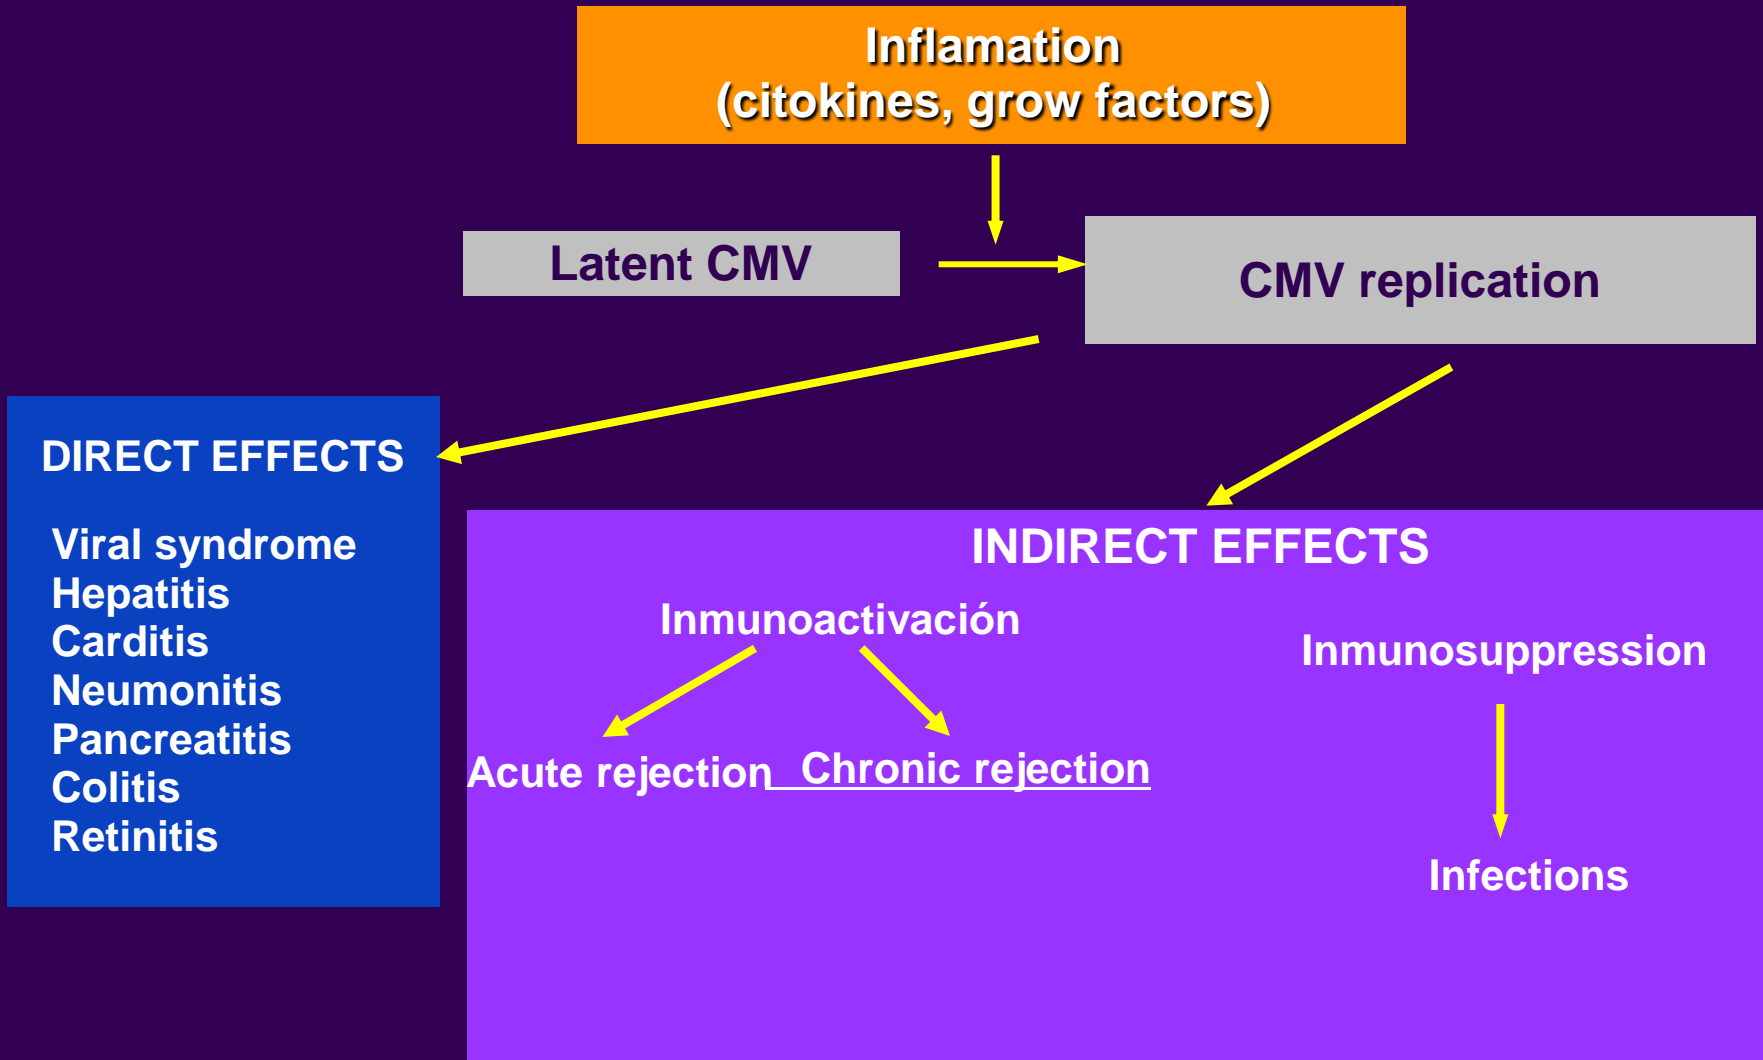 Inflamation
(citokines, grow factors)
Latent CMV
CMV replication
DIRECT EFFECTS
Viral syndrome
Hepatitis
Carditis
Neumonitis
Pancreatitis
Colitis
Retinitis
INDIRECT EFFECTS
Inmunoactivación
Inmunosuppression
Acute rejection
Chronic rejection
Infections